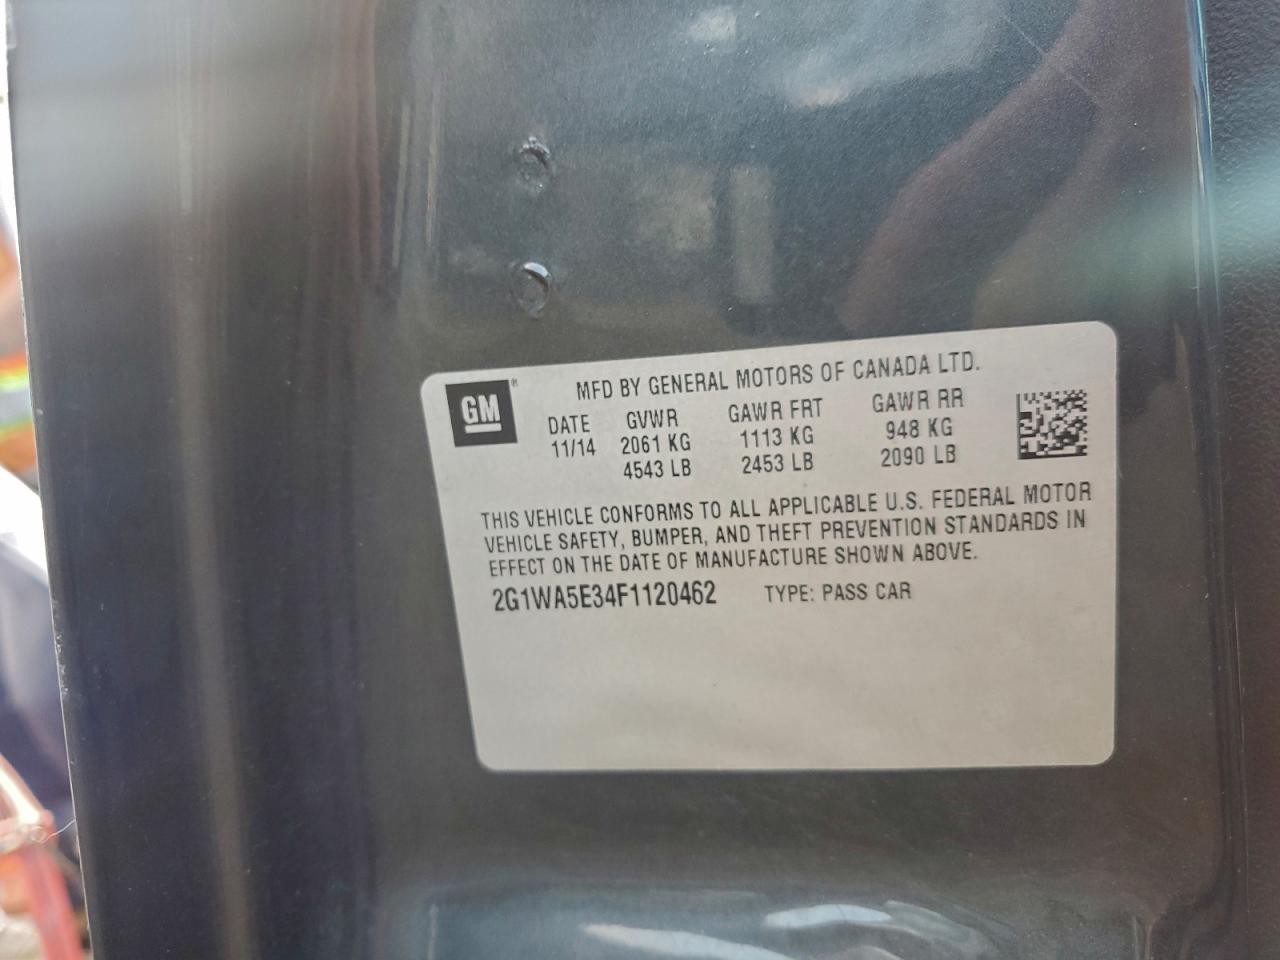 MFD BY GENERAL MOTORS OF CANADA LTD.
GM®
DATE GVWR GAWR FRT GAWR RR
11/14 2061 KG 1113 KG 948 KG
4543 LB 2453 LB 2090 LB
THIS VEHICLE CONFORMS TO ALL APPLICABLE U.S. FEDERAL MOTOR
VEHICLE SAFETY, BUMPER, AND THEFT PREVENTION STANDARDS IN
EFFECT ON THE DATE OF MANUFACTURE SHOWN ABOVE.
2G1WA5E34F1120462 TYPE: PASS CAR